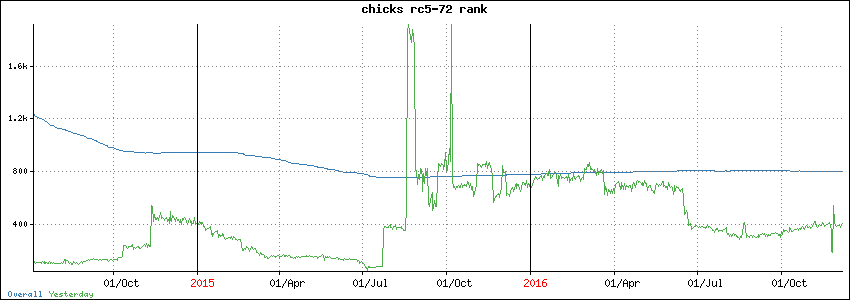 chicks rc5-72 rank
1.6k
1.2k
800
400
01/Oct 2015 01/Apr 01/Jul 01/Oct 2016 01/Apr 01/Jul 01/Oct
Overall Yesterday